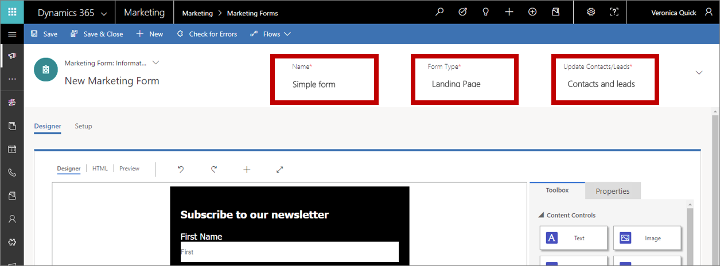 Dynamics 365 Marketing Marketing > Marketing Forms Veronica Quick
Save Save & Close + New Check for Errors Flows
Marketing Form: Informat...
New Marketing Form
Name* Form Type* Update Contacts/Leads*
Simple form Landing Page Contacts and leads
Designer Setup
Designer HTML Preview
Toolbox Properties
Content Controls
Text Image
Subscribe to our newsletter
First Name
First